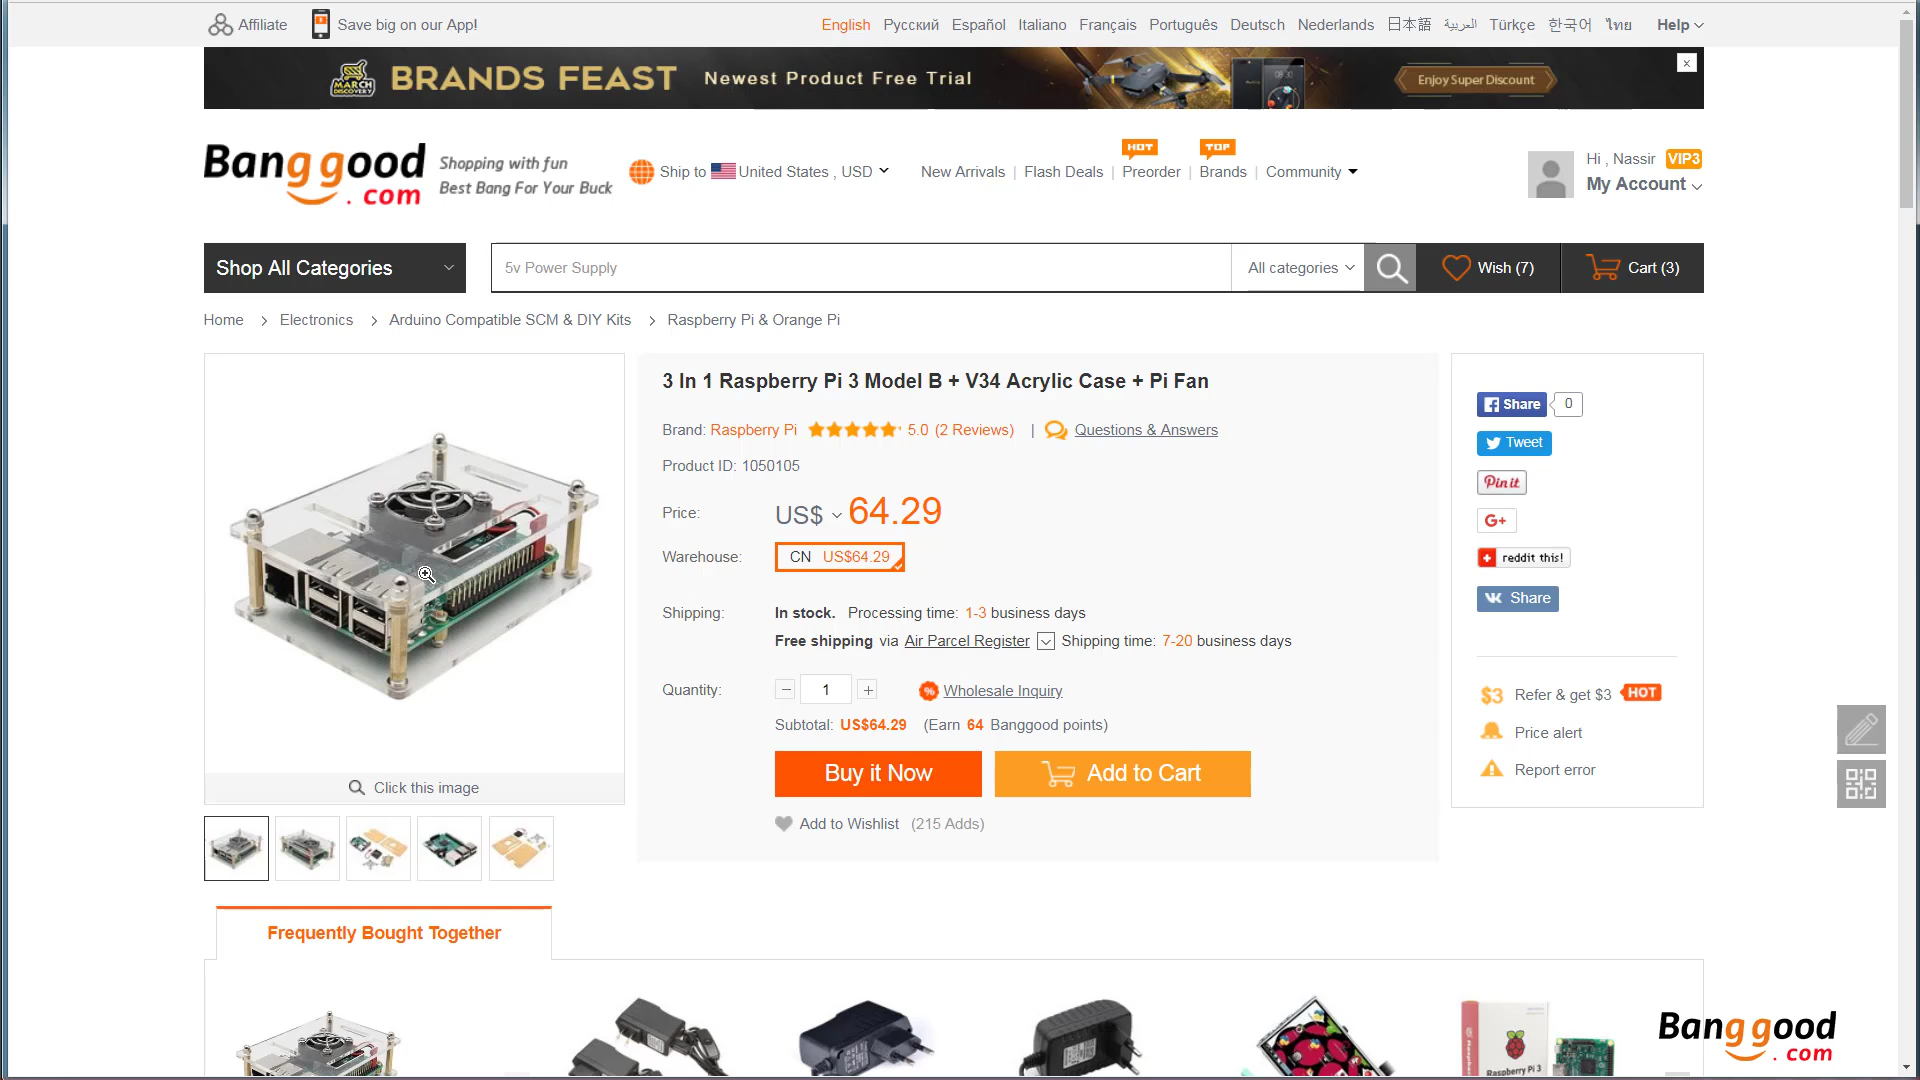 Affiliate
Save big on our App!
English Русский Español Italiano Français Português Deutsch Nederlands 日本語 العربية Türkçe 한국어 ไทย Help
MARCH DISCOVERY
BRANDS FEAST Newest Product Free Trial
Enjoy Super Discount
Banggood.com
Shopping with fun
Best Bang For Your Buck
Ship to United States , USD
New Arrivals | Flash Deals | Preorder | Brands | Community
HOT
TOP
Hi , Nassir VIP3
My Account
Shop All Categories
5v Power Supply
All categories
Wish (7)
Cart (3)
Home > Electronics > Arduino Compatible SCM & DIY Kits > Raspberry Pi & Orange Pi
3 In 1 Raspberry Pi 3 Model B + V34 Acrylic Case + Pi Fan
Brand: Raspberry Pi 5.0 (2 Reviews) | Questions & Answers
Product ID: 1050105
Price: US$ 64.29
Warehouse: CN US$64.29
Shipping: In stock. Processing time: 1-3 business days
Free shipping via Air Parcel Register Shipping time: 7-20 business days
Quantity: − 1 + Wholesale Inquiry
Subtotal: US$64.29 (Earn 64 Banggood points)
Buy it Now
Add to Cart
Add to Wishlist (215 Adds)
Click this image
Share 0
Tweet
Pin it
G+
reddit this!
Share
$3 Refer & get $3 HOT
Price alert
Report error
Frequently Bought Together
Raspberry Pi 3
Banggood.com